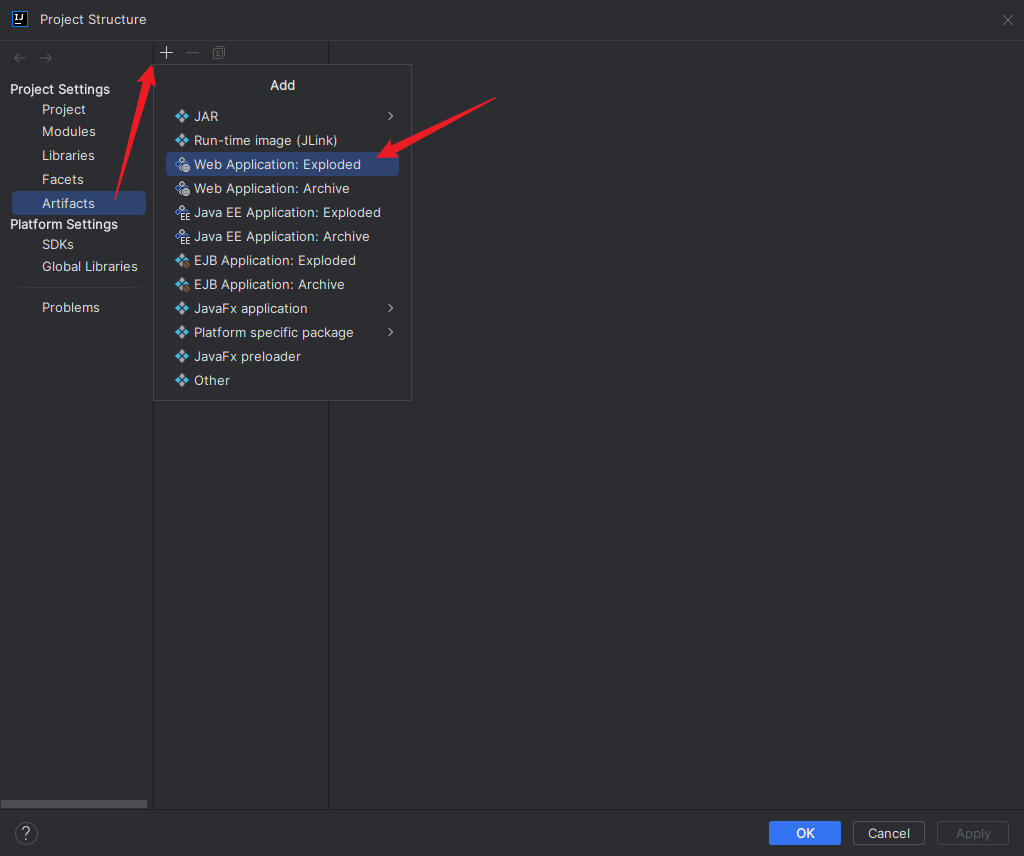 Project Structure
Project Settings
Project
Modules
Libraries
Facets
Artifacts
Platform Settings
SDKs
Global Libraries
Problems
Add
JAR
Run-time image (JLink)
Web Application: Exploded
Web Application: Archive
Java EE Application: Exploded
Java EE Application: Archive
EJB Application: Exploded
EJB Application: Archive
JavaFx application
Platform specific package
JavaFx preloader
Other
?
OK
Cancel
Apply